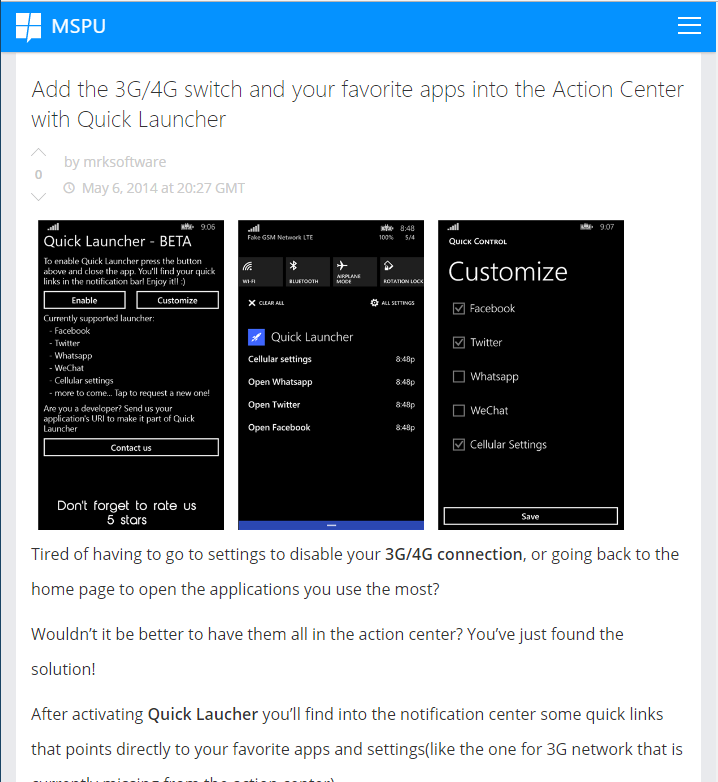 MSPU
Add the 3G/4G switch and your favorite apps into the Action Center
with Quick Launcher
by mrksoftware
0
May 6, 2014 at 20:27 GMT
9:06
Quick Launcher - BETA
To enable Quick Launcher press the button
above and close the app. You'll find your quick
links in the notification bar! Enjoy it!! :)
Enable
Customize
Currently supported launcher:
- Facebook
- Twitter
- Whatsapp
- WeChat
- Cellular settings
- more to come... Tap to request a new one!
Are you a developer? Send us your
application's URI to make it part of Quick
Launcher
Contact us
Don't forget to rate us
5 stars
8:48
Fake GSM Network LTE
100%
5/4
WI-FI
BLUETOOTH
AIRPLANE
MODE
ROTATION LOCK
CLEAR ALL
ALL SETTINGS
Quick Launcher
Cellular settings 8:48p
Open Whatsapp 8:48p
Open Twitter 8:48p
Open Facebook 8:48p
9:07
QUICK CONTROL
Customize
Facebook
Twitter
Whatsapp
WeChat
Cellular Settings
Save
Tired of having to go to settings to disable your 3G/4G connection, or going back to the
home page to open the applications you use the most?
Wouldn't it be better to have them all in the action center? You've just found the
solution!
After activating Quick Laucher you'll find into the notification center some quick links
that points directly to your favorite apps and settings(like the one for 3G network that is
currently missing from the action center)